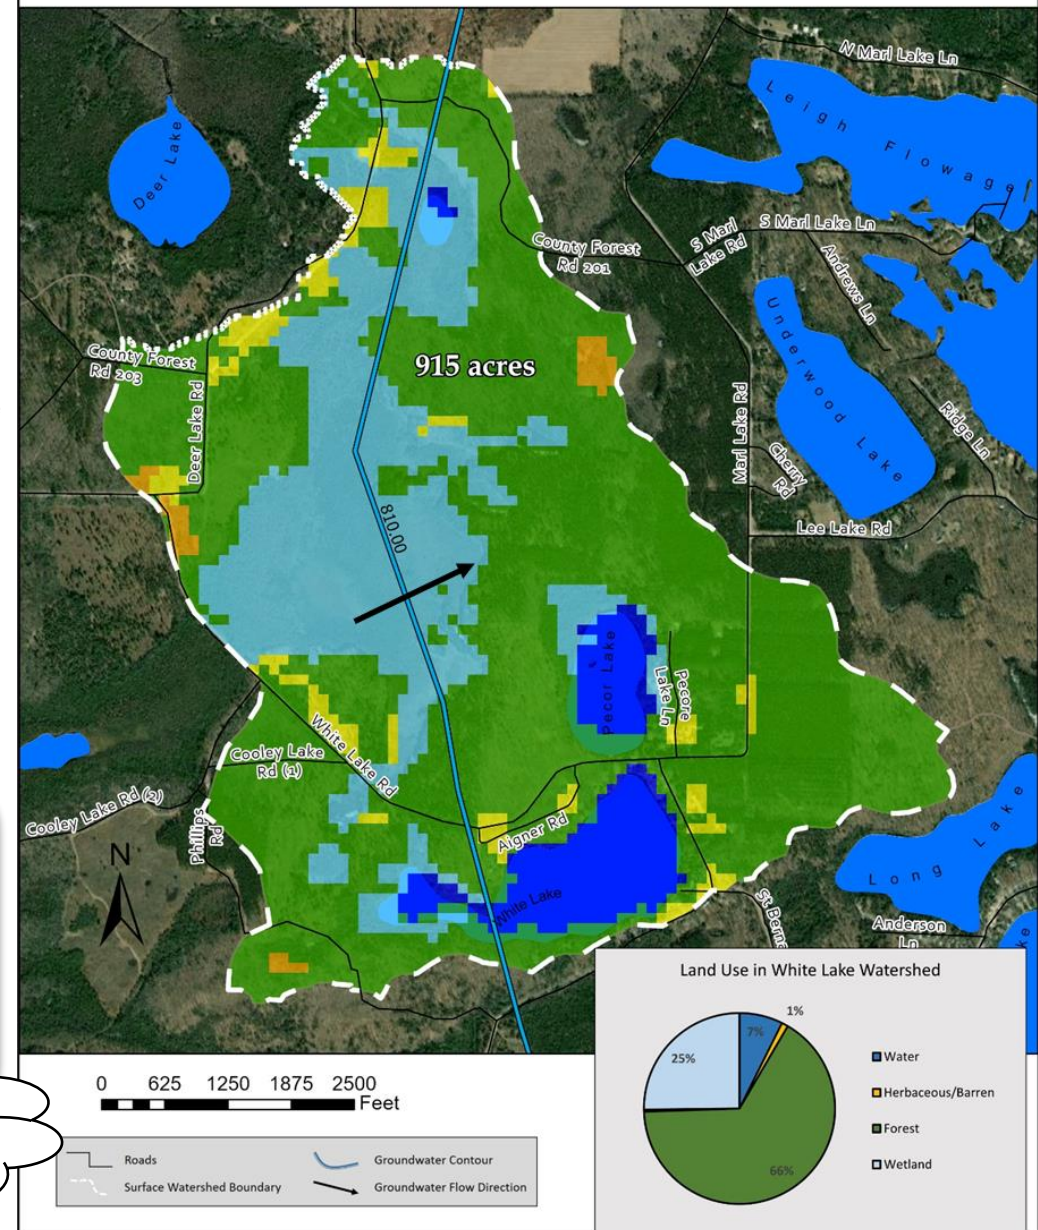 N Marl Lake Ln
Leigh Flowage
Deer Lake
S Marl Lake Ln
S Marl
Lake Rd
County Forest
Rd 201
Andrews Ln
Underwood Lake
County Forest
Rd 203
915 acres
Deer Lake Rd
Marl Lake Rd
Ridge Ln
Cherry
Rd
810.00
Lee Lake Rd
Pecor Lake
Pecore
Lake Ln
White Lake Rd
Cooley Lake
Rd (1)
Cooley Lake Rd (2)
Phillips
Rd
Aigner Rd
Long Lake
N
White Lake
St Berna
Anderson
Ln
ke
Land Use in White Lake Watershed
1%
7%
25%
66%
Water
Herbaceous/Barren
Forest
Wetland
0 625 1250 1875 2500
Feet
Roads
Groundwater Contour
Surface Watershed Boundary
Groundwater Flow Direction